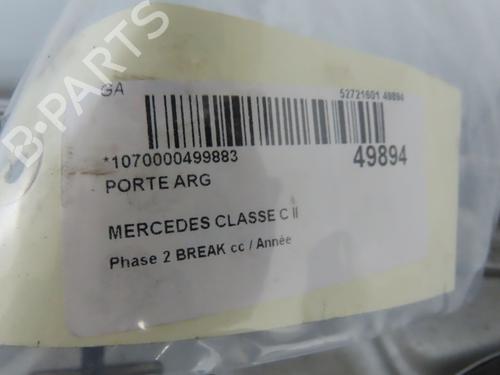 GA
52721601 49894
*1070000499883
49894
PORTE ARG
MERCEDES CLASSE C II
Phase 2 BREAK cc / Année
B-PARTS